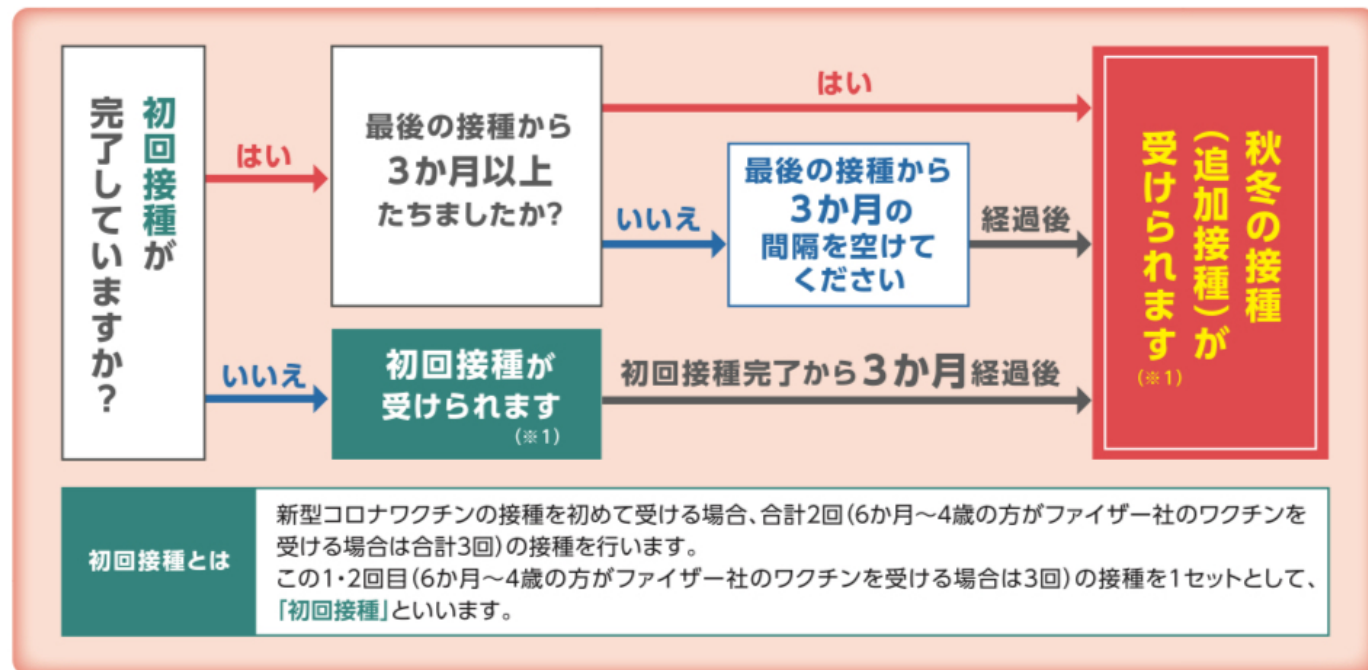 初回接種が
完了していますか？
はい
最後の接種から
3か月以上
たちましたか？
はい
いいえ
最後の接種から
3か月の
間隔を空けて
ください
経過後
いいえ
初回接種が
受けられます
（※1）
初回接種完了から3か月経過後
秋冬の接種
（追加接種）が
受けられます
（※1）
初回接種とは
新型コロナワクチンの接種を初めて受ける場合、合計2回（6か月～4歳の方がファイザー社のワクチンを
受ける場合は合計3回）の接種を行います。
この1・2回目（6か月～4歳の方がファイザー社のワクチンを受ける場合は3回）の接種を1セットとして、
「初回接種」といいます。